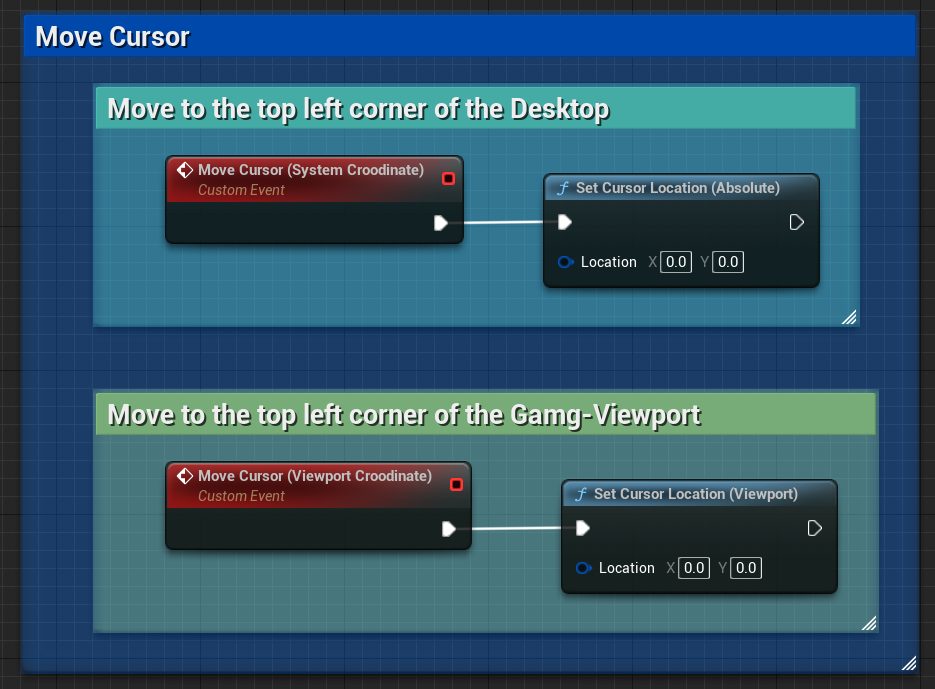 Move Cursor
Move to the top left corner of the Desktop
Move Cursor (System Croodinate)
Custom Event
Set Cursor Location (Absolute)
Location X 0.0 Y 0.0
Move to the top left corner of the Gamg-Viewport
Move Cursor (Viewport Croodinate)
Custom Event
Set Cursor Location (Viewport)
Location X 0.0 Y 0.0